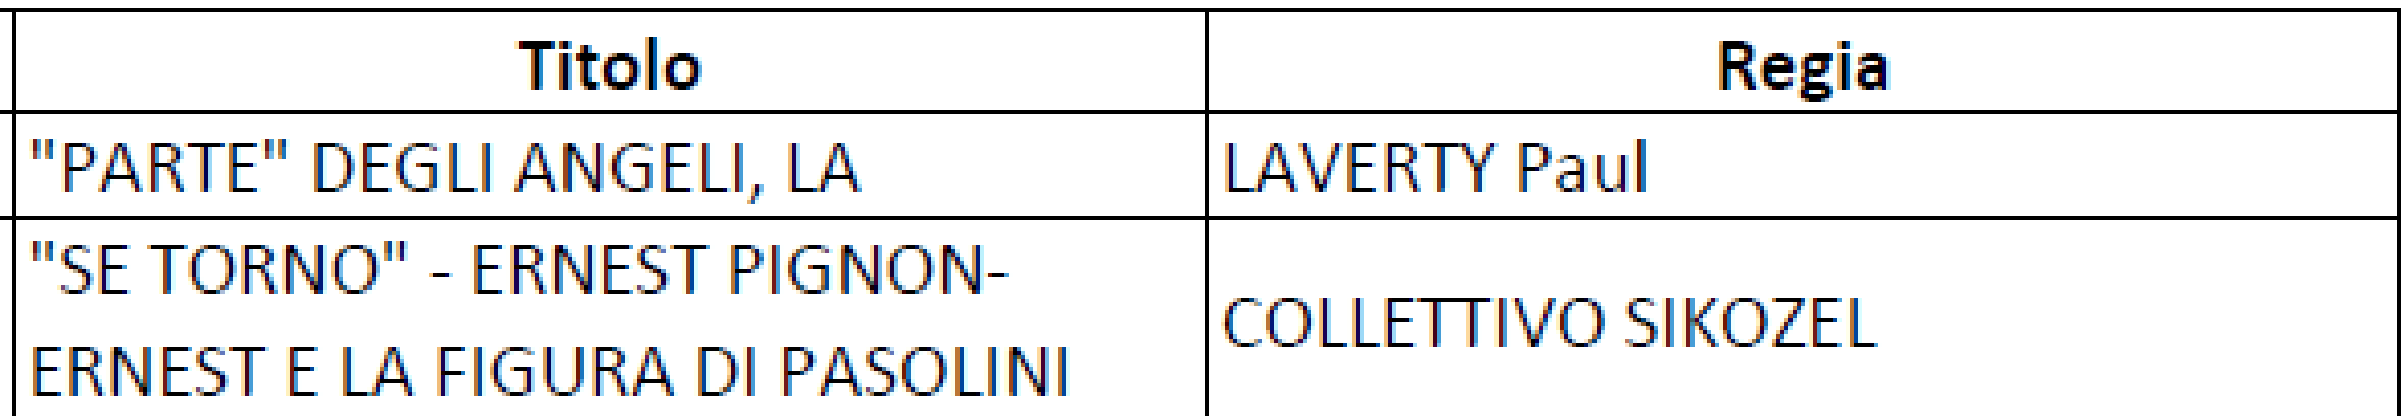 Titolo Regia
"PARTE" DEGLI ANGELI, LA LAVERTY Paul
"SE TORNO" - ERNEST PIGNON-
ERNEST E LA FIGURA DI PASOLINI
COLLETTIVO SIKOZEL